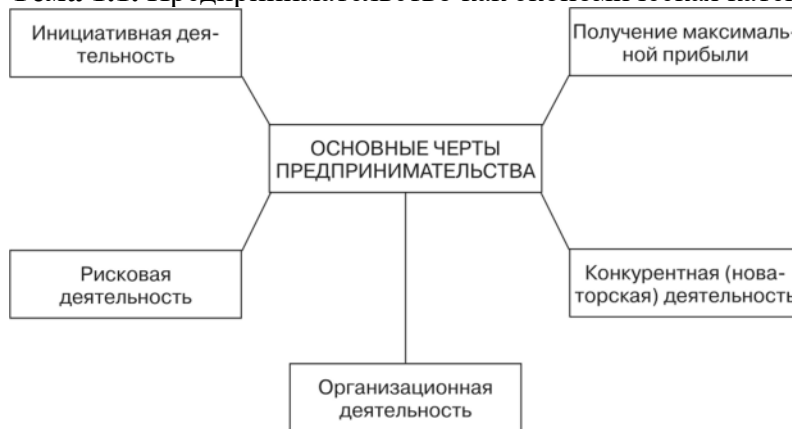 Инициативная дея-
тельность
Получение максималь-
ной прибыли
ОСНОВНЫЕ ЧЕРТЫ
ПРЕДПРИНИМАТЕЛЬСТВА
Рисковая
деятельность
Конкурентная (нова-
торская) деятельность
Организационная
деятельность